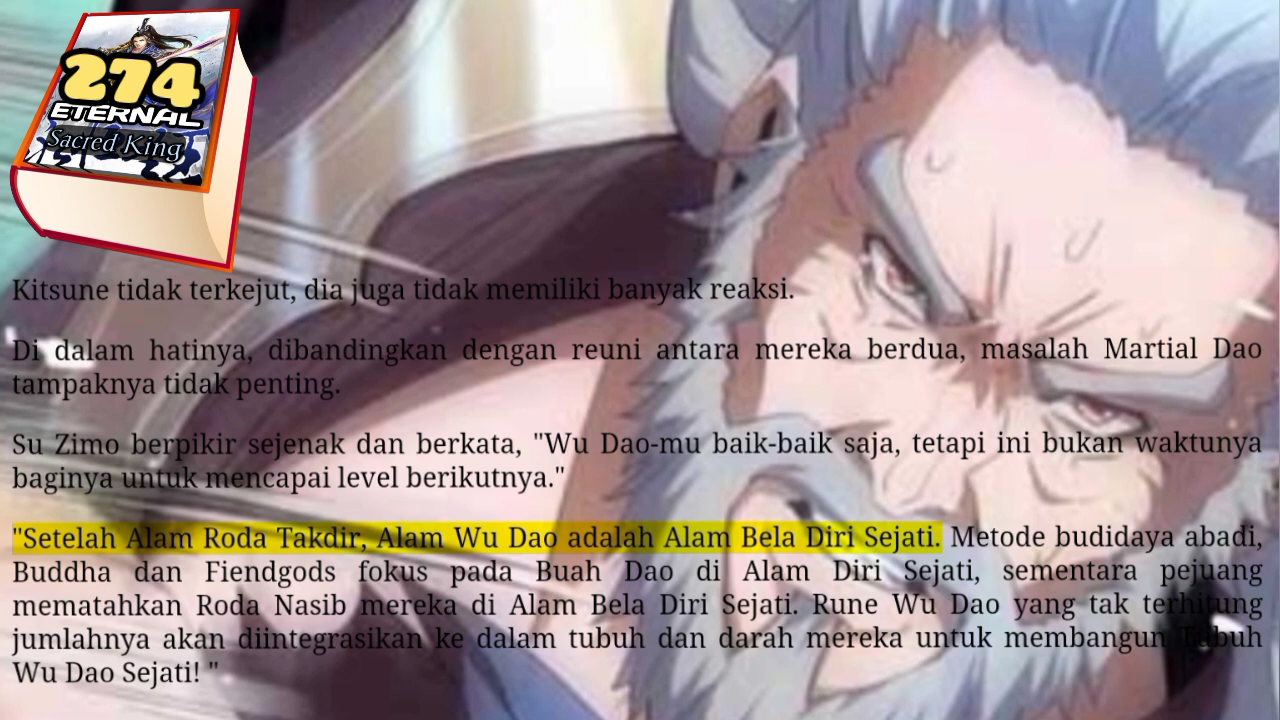 274
ETERNAL
Sacred King
Kitsune tidak terkejut, dia juga tidak memiliki banyak reaksi.
Di dalam hatinya, dibandingkan dengan reuni antara mereka berdua, masalah Martial Dao
tampaknya tidak penting.
Su Zimo berpikir sejenak dan berkata, "Wu Dao-mu baik-baik saja, tetapi ini bukan waktunya
baginya untuk mencapai level berikutnya."
"Setelah Alam Roda Takdir, Alam Wu Dao adalah Alam Bela Diri Sejati. Metode budidaya abadi,
Buddha dan Fiendgods fokus pada Buah Dao di Alam Diri Sejati, sementara pejuang
mematahkan Roda Nasib mereka di Alam Bela Diri Sejati. Rune Wu Dao yang tak terhitung
jumlahnya akan diintegrasikan ke dalam tubuh dan darah mereka untuk membangun Tubuh
Wu Dao Sejati! "